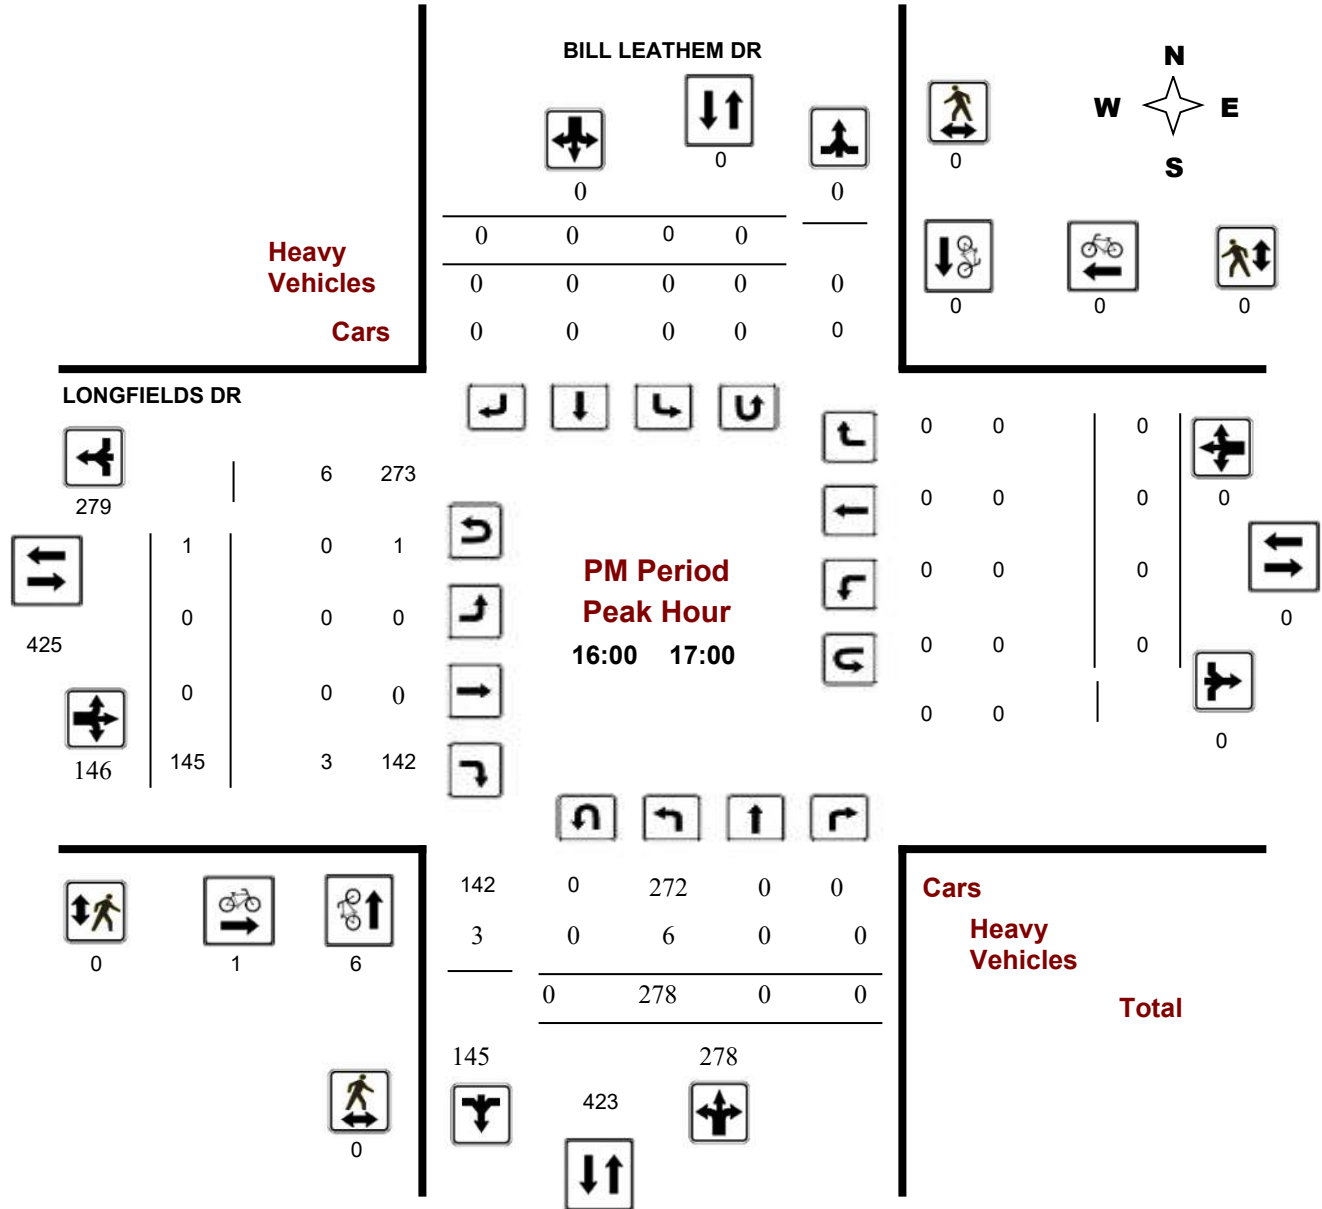 BILL LEATHEM DR
N
W E
S
0
0
0 0
0
0 0 0 0
Heavy
Vehicles
0 0 0 0 0
0 0 0
Cars
0 0 0 0 0
LONGFIELDS DR
279
6 273
1 0 1
0 0 0
425
0 0 0
146
145 3 142
PM Period
Peak Hour
16:00 17:00
0 0 0
0 0 0
0
0 0 0
0
0 0 0
0 0
0
142 0 272 0 0
Cars
3 0 6 0 0
Heavy
Vehicles
0 1 6
0 278 0 0
Total
145 278
423
0